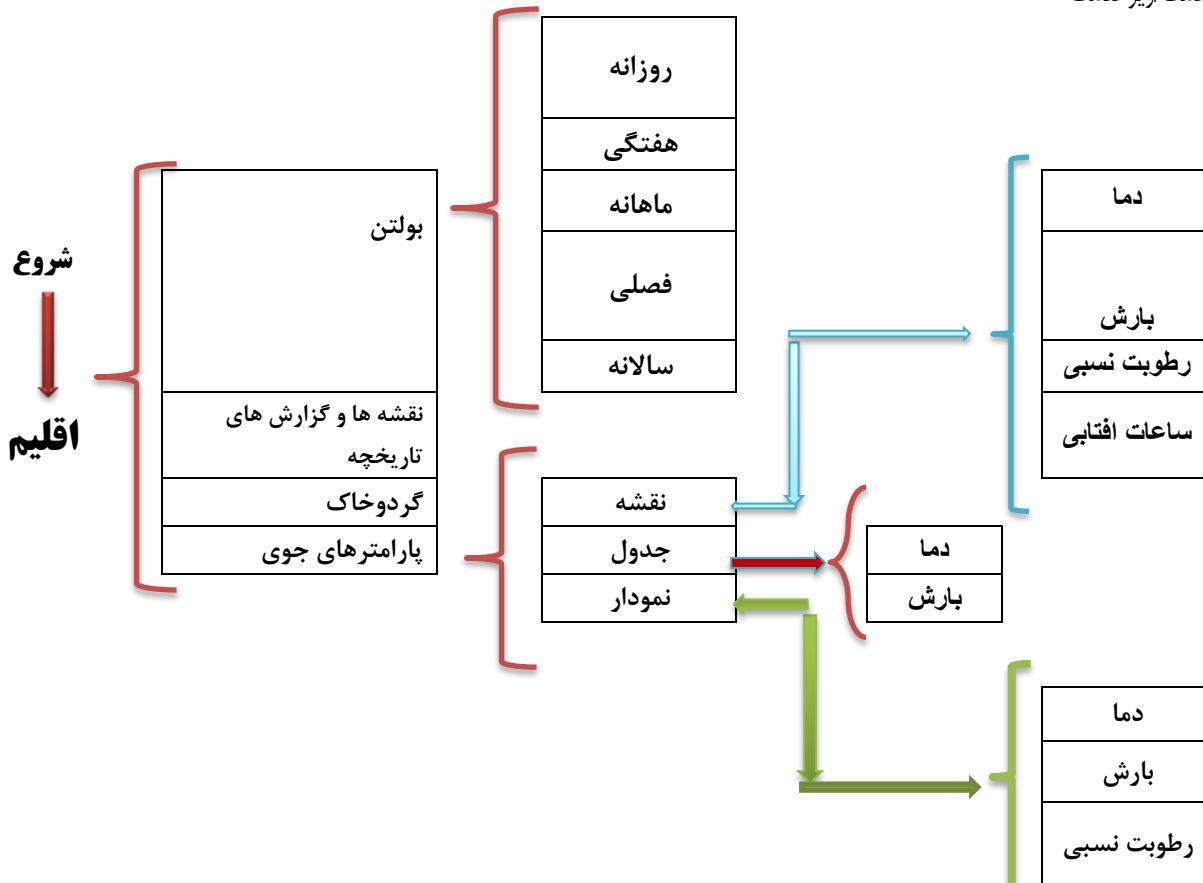 شروع
اقلیم
بولتن
نقشه ها و گزارش های
تاریخچه
گردوخاک
پارامترهای جوی
روزانه
هفتگی
ماهانه
فصلی
سالانه
نقشه
جدول
نمودار
دما
بارش
رطوبت نسبی
ساعات افتابی
دما
بارش
دما
بارش
رطوبت نسبی